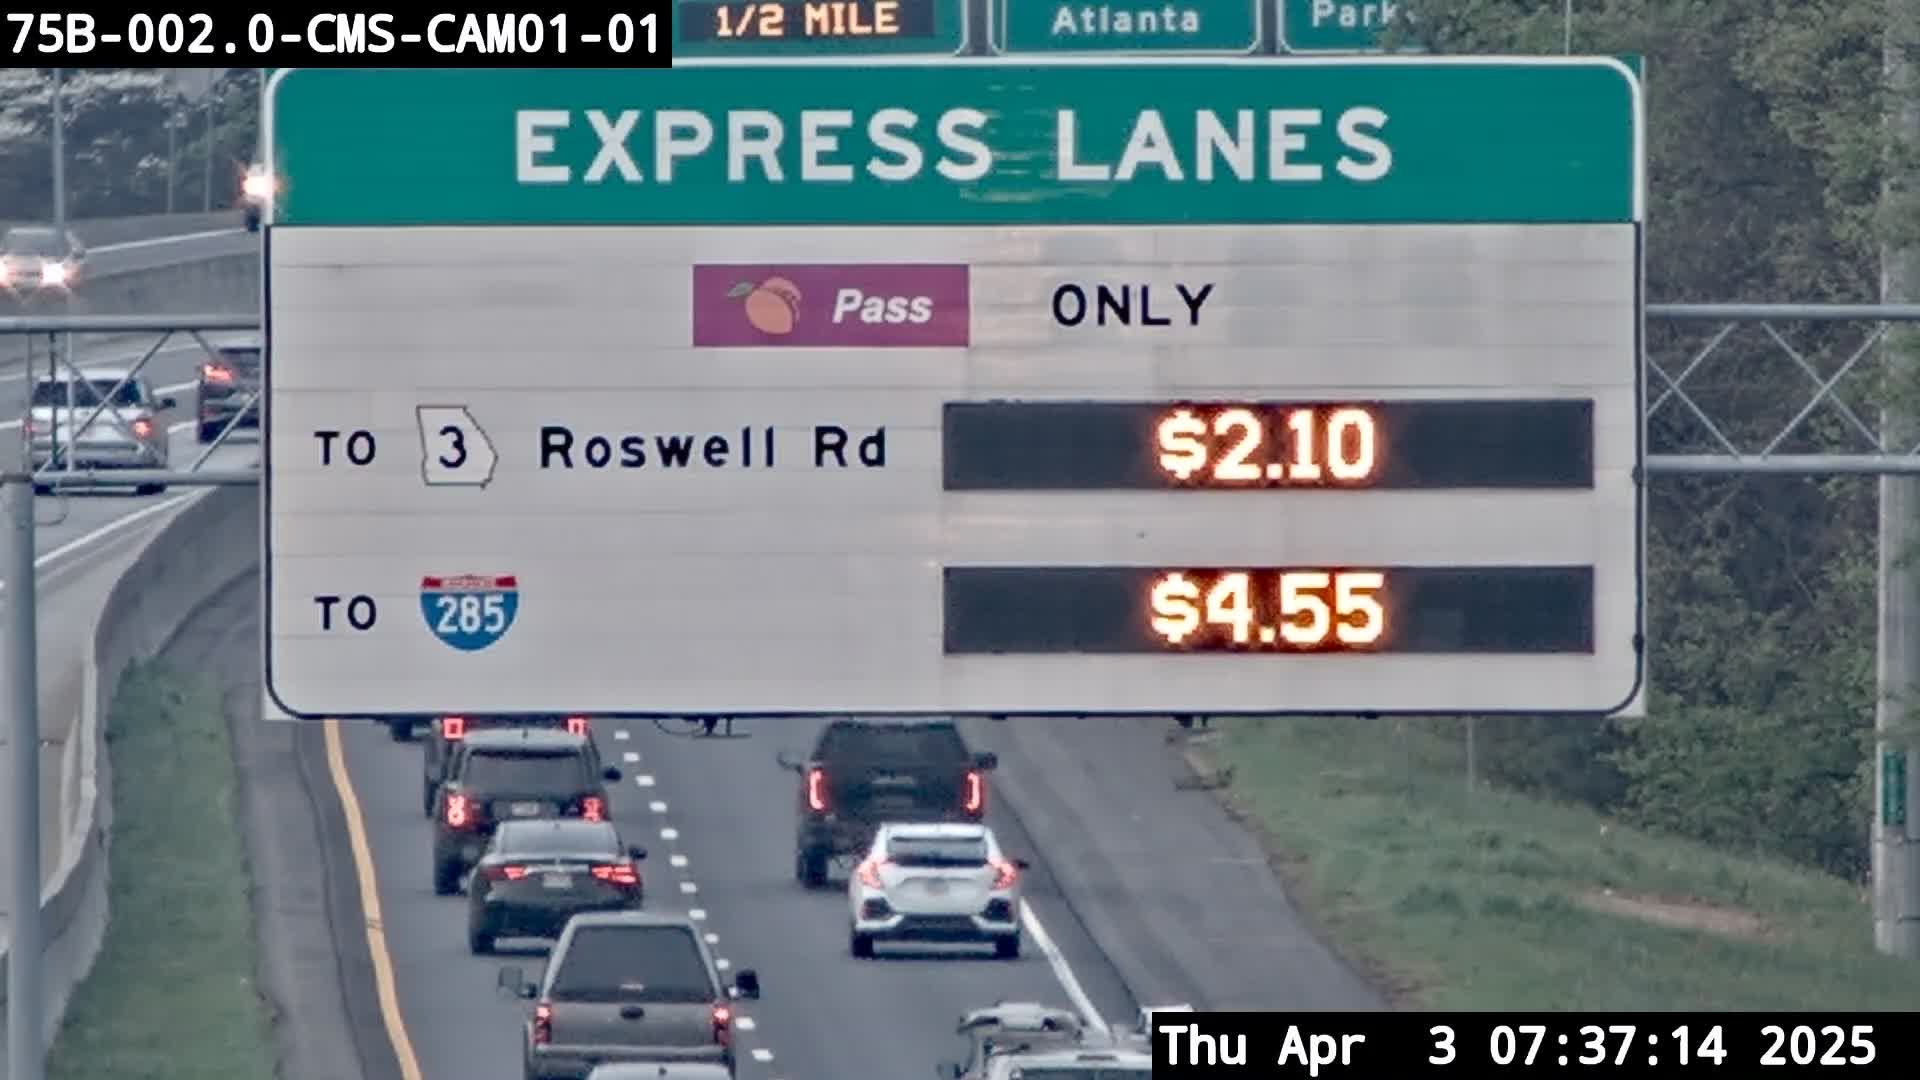 75B-002.0-CMS-CAM01-01
1/2 MILE
Atlanta
Park
EXPRESS LANES
Pass ONLY
TO 3 Roswell Rd $2.10
TO 285 $4.55
Thu Apr 3 07:37:14 2025